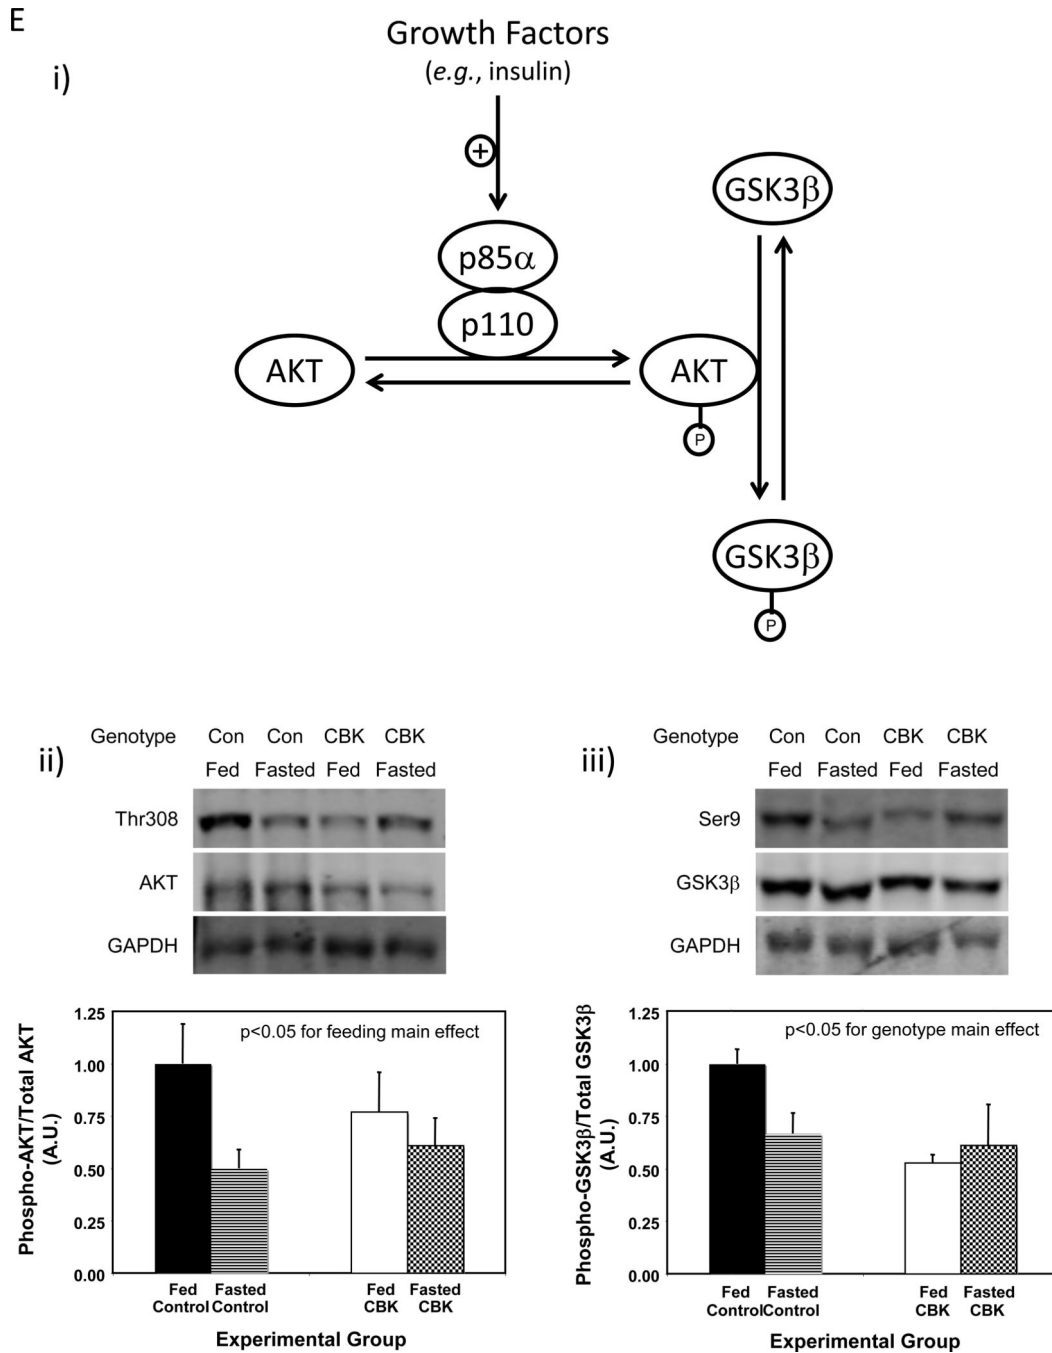 E
Growth Factors
(e.g., insulin)
i)
+
GSK3β
p85α
p110
AKT
AKT
P
GSK3β
P
ii)
Genotype Con Con CBK CBK
Fed Fasted Fed Fasted
Thr308
AKT
GAPDH
Phospho-AKT/Total AKT
(A.U.)
1.25
1.00
0.75
0.50
0.25
0.00
p<0.05 for feeding main effect
Fed Fasted Fed Fasted
Control Control CBK CBK
Experimental Group
iii)
Genotype Con Con CBK CBK
Fed Fasted Fed Fasted
Ser9
GSK3β
GAPDH
Phospho-GSK3β/Total GSK3β
(A.U.)
1.25
1.00
0.75
0.50
0.25
0.00
p<0.05 for genotype main effect
Fed Fasted Fed Fasted
Control Control CBK CBK
Experimental Group